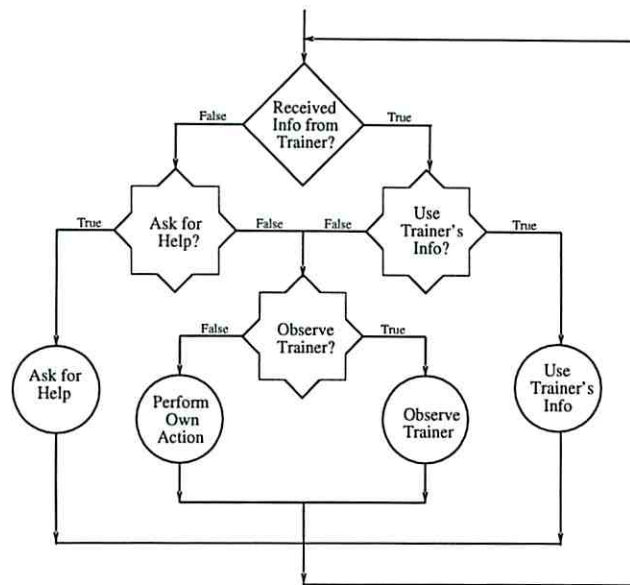 Received
Info from
Trainer?
False
True
Ask for
Help?
Use
Trainer's
Info?
True
False
False
True
Observe
Trainer?
False
True
Ask for
Help
Perform
Own
Action
Observe
Trainer
Use
Trainer's
Info